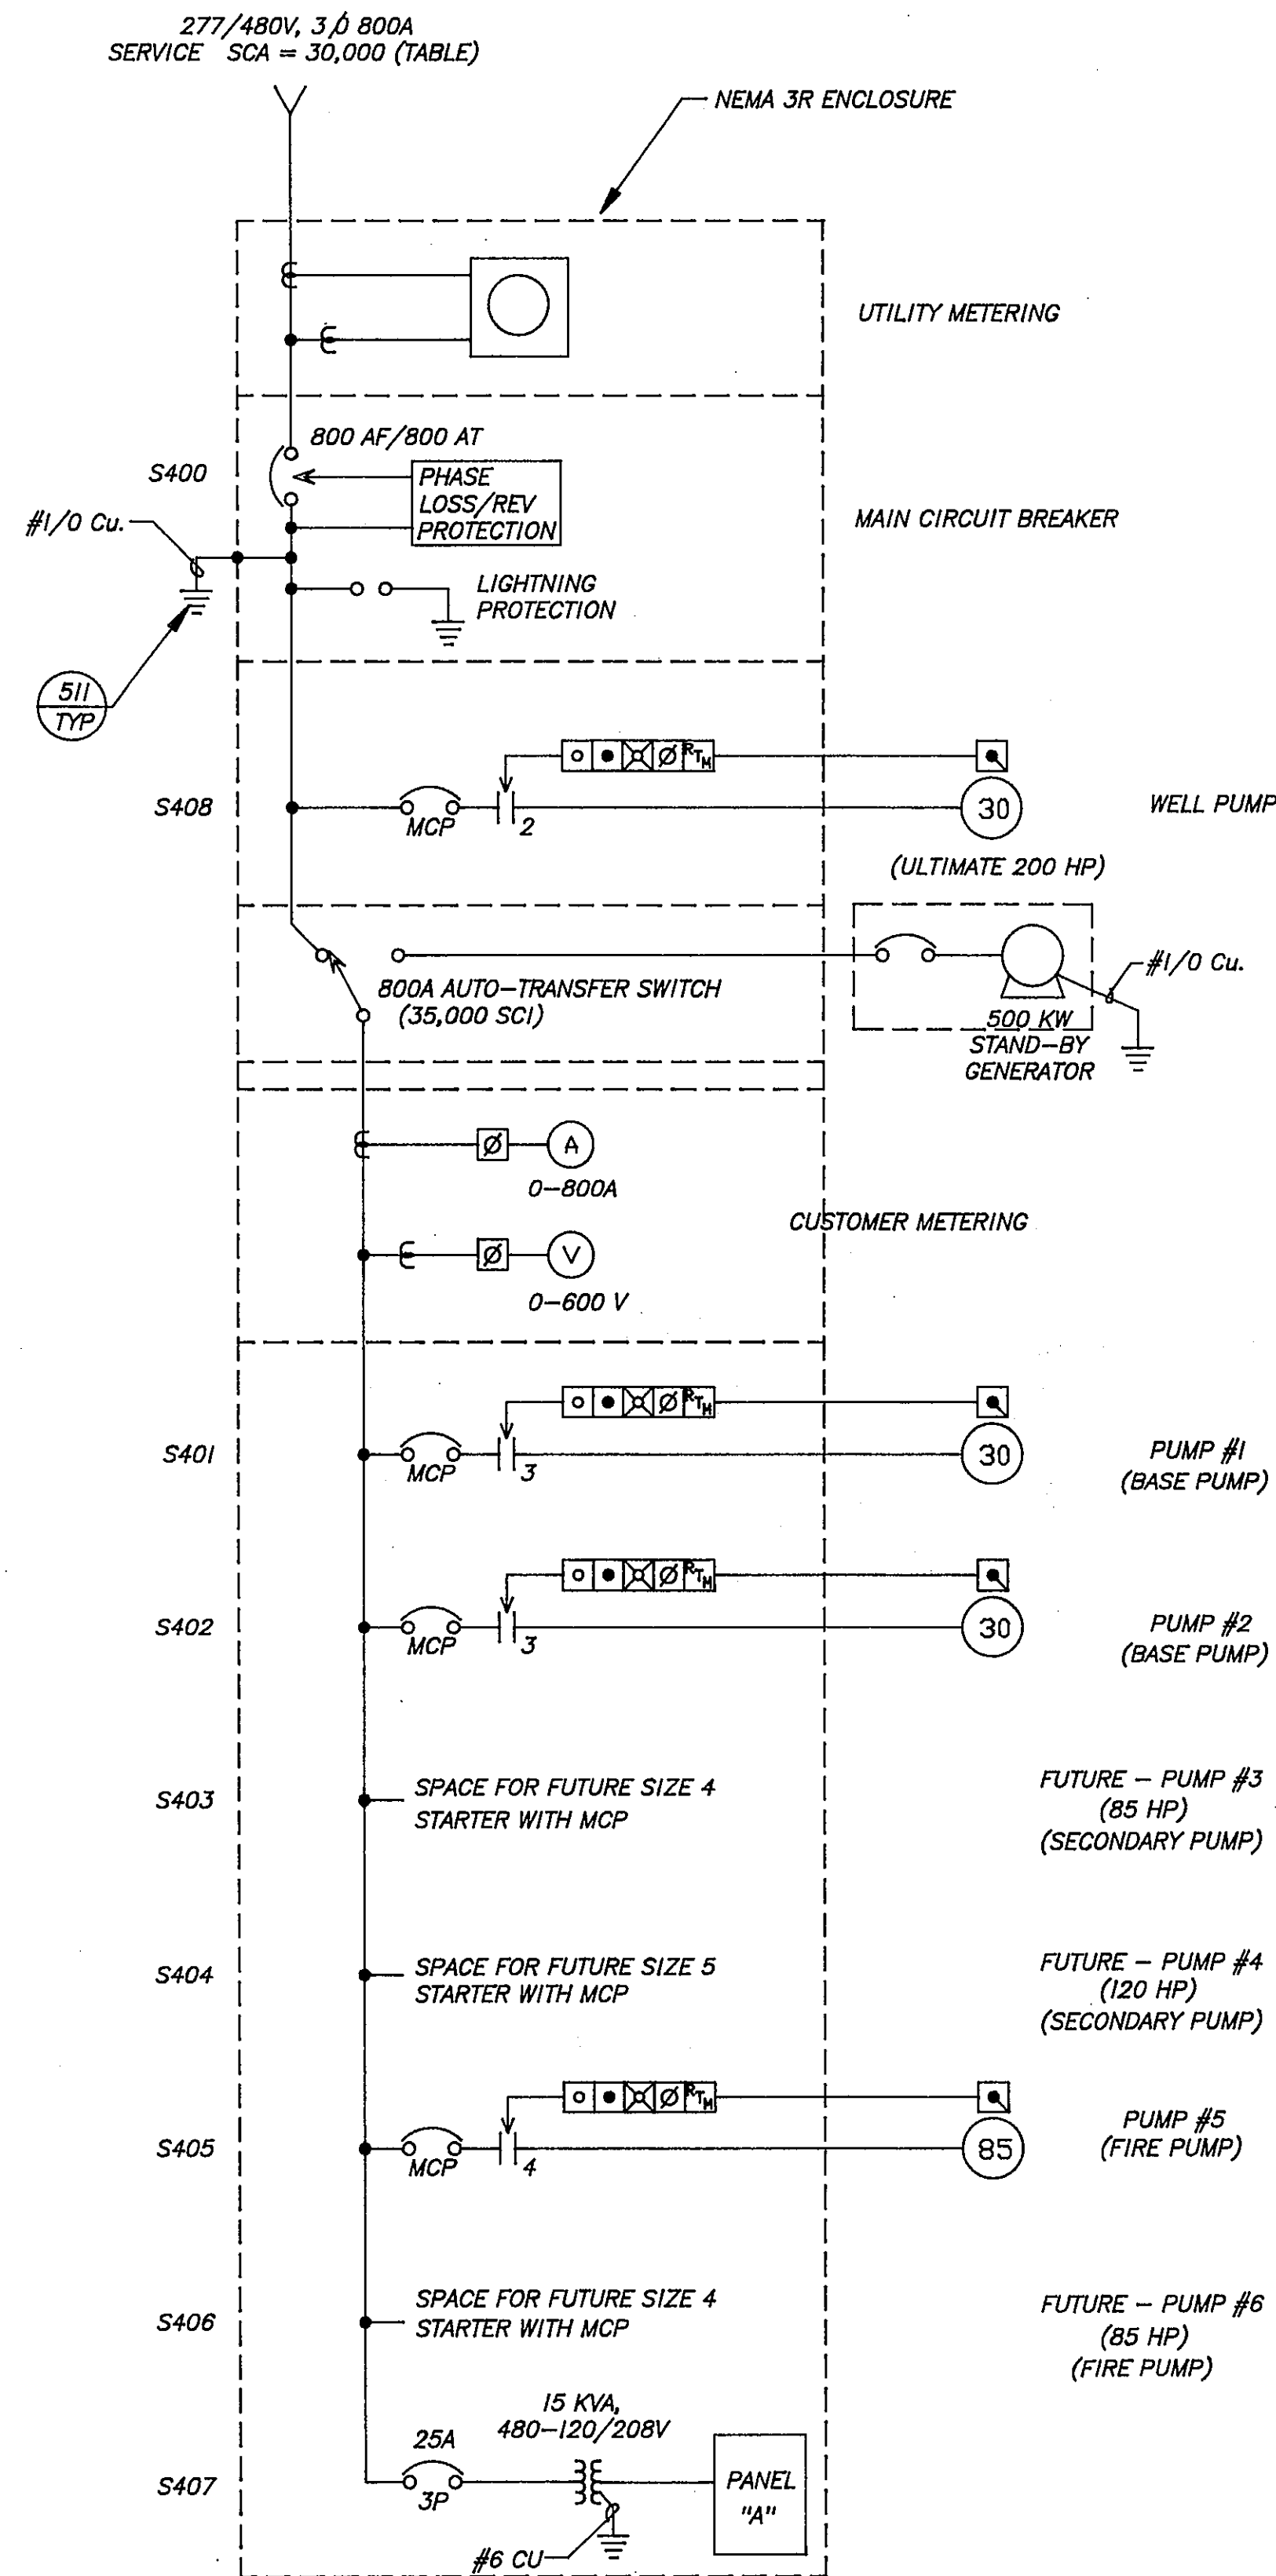 277/480V, 3Ø 800A
SERVICE SCA = 30,000 (TABLE)
NEMA 3R ENCLOSURE
UTILITY METERING
800 AF/800 AT
S400
PHASE
LOSS/REV
PROTECTION
MAIN CIRCUIT BREAKER
#1/0 Cu.
LIGHTNING
PROTECTION
511
TYP
RTM
S408
MCP
2
30
WELL PUMP
(ULTIMATE 200 HP)
800A AUTO-TRANSFER SWITCH
(35,000 SCI)
#1/0 Cu.
500 KW
STAND-BY
GENERATOR
Ø
A
0-800A
CUSTOMER METERING
Ø
V
0-600 V
RTM
S401
MCP
3
30
PUMP #1
(BASE PUMP)
RTM
S402
MCP
3
30
PUMP #2
(BASE PUMP)
S403
SPACE FOR FUTURE SIZE 4
STARTER WITH MCP
FUTURE - PUMP #3
(85 HP)
(SECONDARY PUMP)
S404
SPACE FOR FUTURE SIZE 5
STARTER WITH MCP
FUTURE - PUMP #4
(120 HP)
(SECONDARY PUMP)
RTM
S405
MCP
4
85
PUMP #5
(FIRE PUMP)
S406
SPACE FOR FUTURE SIZE 4
STARTER WITH MCP
FUTURE - PUMP #6
(85 HP)
(FIRE PUMP)
15 KVA,
480-120/208V
25A
S407
3P
PANEL
"A"
#6 CU